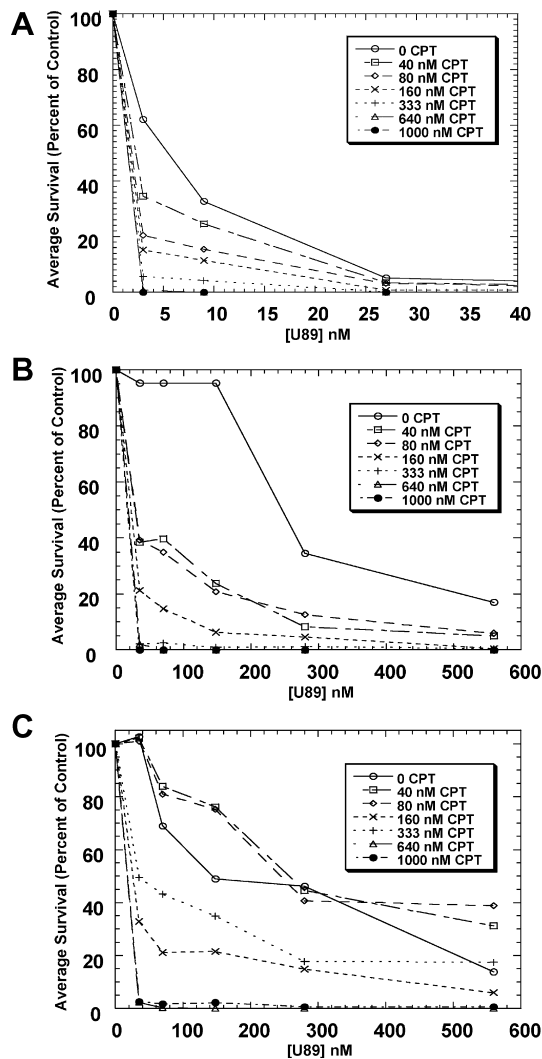 A
Average Survival (Percent of Control)
100
80
60
40
20
0
0 CPT
40 nM CPT
80 nM CPT
160 nM CPT
333 nM CPT
640 nM CPT
1000 nM CPT
0 5 10 15 20 25 30 35 40
[U89] nM
B
Average Survival (Percent of Control)
100
80
60
40
20
0
0 CPT
40 nM CPT
80 nM CPT
160 nM CPT
333 nM CPT
640 nM CPT
1000 nM CPT
0 100 200 300 400 500 600
[U89] nM
C
Average Survival (Percent of Control)
100
80
60
40
20
0
0 CPT
40 nM CPT
80 nM CPT
160 nM CPT
333 nM CPT
640 nM CPT
1000 nM CPT
0 100 200 300 400 500 600
[U89] nM